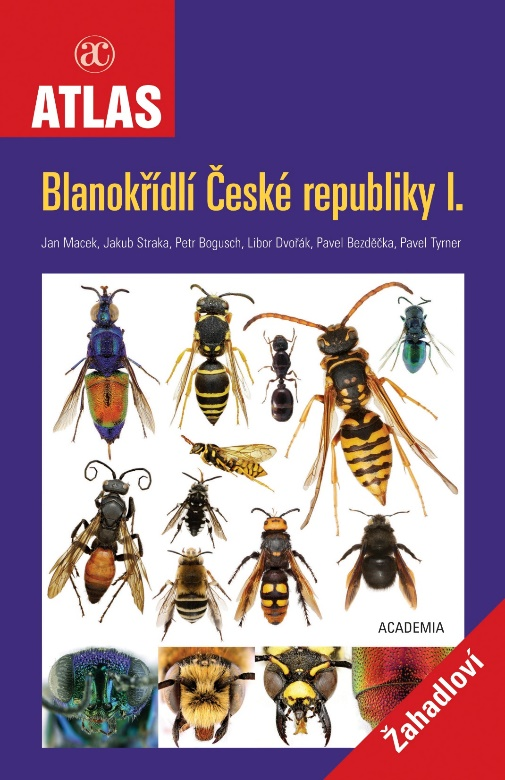 ac
ATLAS
Blanokřídlí České republiky I.
Jan Macek, Jakub Straka, Petr Bogusch, Libor Dvořák, Pavel Bezděčka, Pavel Tyrner
ACADEMIA
Žahadloví